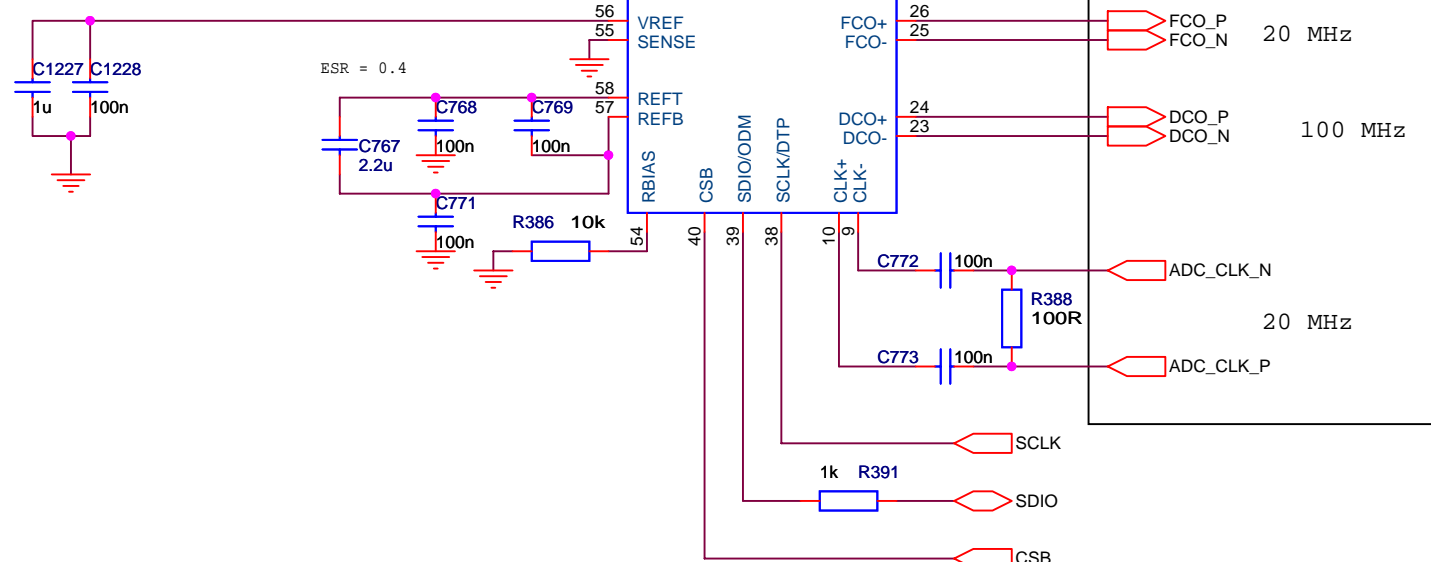 56 VREF FCO+ 26 FCO_P
55 SENSE FCO- 25 FCO_N 20 MHz
C1227 C1228
1u 100n
ESR = 0.4
58 REFT
57 REFB
C768 C769
100n 100n
C767
2.2u
DCO+ 24 DCO_P
DCO- 23 DCO_N 100 MHz
RBIAS CSB SDIO/ODM SCLK/DTP CLK+ CLK-
54 40 39 38 10 9
C771
100n
R386 10k
C772 100n ADC_CLK_N
R388
100R
20 MHz
C773 100n ADC_CLK_P
SCLK
1k R391
SDIO
CSB